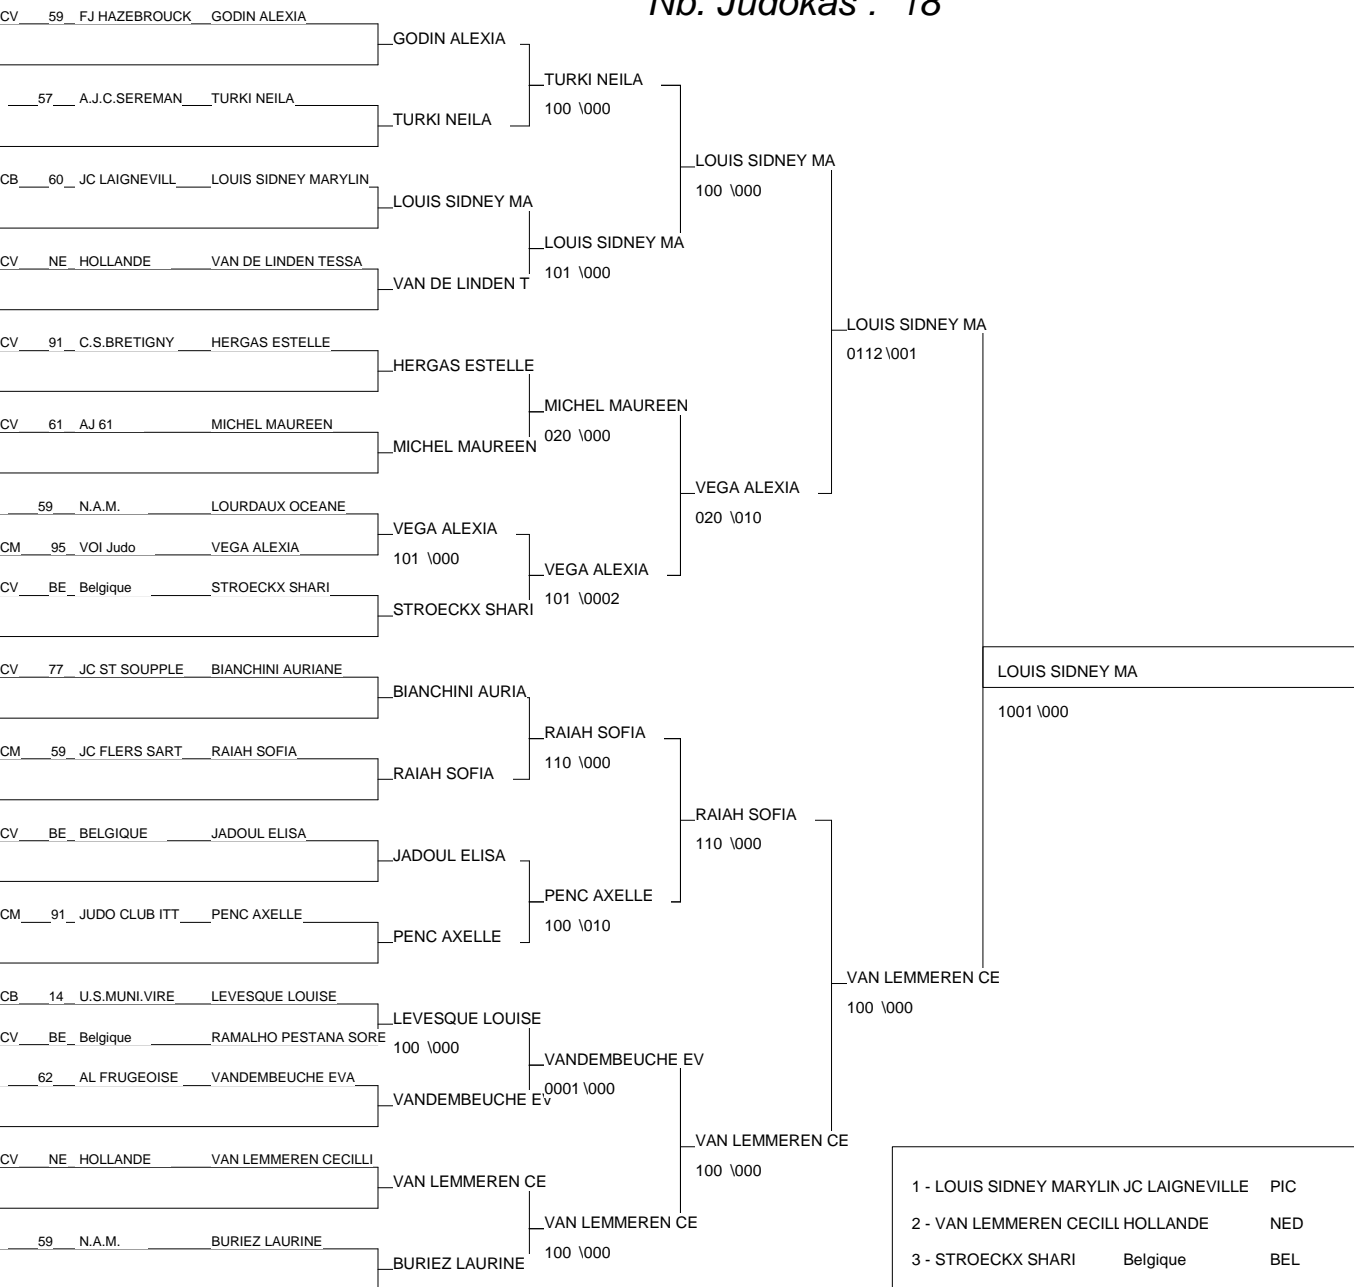 Nb. Judokas : 18
CV 59 FJ HAZEBROUCK GODIN ALEXIA
GODIN ALEXIA
TURKI NEILA
100 \000
57 A.J.C.SEREMAN TURKI NEILA
TURKI NEILA
LOUIS SIDNEY MA
100 \000
CB 60 JC LAIGNEVILL LOUIS SIDNEY MARYLIN
LOUIS SIDNEY MA
LOUIS SIDNEY MA
101 \000
CV NE HOLLANDE VAN DE LINDEN TESSA
VAN DE LINDEN T
LOUIS SIDNEY MA
0112 \001
CV 91 C.S.BRETIGNY HERGAS ESTELLE
HERGAS ESTELLE
MICHEL MAUREEN
020 \000
CV 61 AJ 61 MICHEL MAUREEN
MICHEL MAUREEN
VEGA ALEXIA
020 \010
59 N.A.M. LOURDAUX OCEANE
VEGA ALEXIA
101 \000
CM 95 VOI Judo VEGA ALEXIA
VEGA ALEXIA
101 \0002
CV BE Belgique STROECKX SHARI
STROECKX SHARI
CV 77 JC ST SOUPPLE BIANCHINI AURIANE
LOUIS SIDNEY MA
1001 \000
BIANCHINI AURIA
RAIAH SOFIA
110 \000
CM 59 JC FLERS SART RAIAH SOFIA
RAIAH SOFIA
RAIAH SOFIA
110 \000
CV BE BELGIQUE JADOUL ELISA
JADOUL ELISA
PENC AXELLE
100 \010
CM 91 JUDO CLUB ITT PENC AXELLE
PENC AXELLE
VAN LEMMEREN CE
100 \000
CB 14 U.S.MUNI.VIRE LEVESQUE LOUISE
LEVESQUE LOUISE
100 \000
CV BE Belgique RAMALHO PESTANA SORE
VANDEMBEUCHE EV
0001 \000
62 AL FRUGEOISE VANDEMBEUCHE EVA
VANDEMBEUCHE EV
VAN LEMMEREN CE
100 \000
CV NE HOLLANDE VAN LEMMEREN CECILLI
VAN LEMMEREN CE
VAN LEMMEREN CE
100 \000
59 N.A.M. BURIEZ LAURINE
BURIEZ LAURINE
1 - LOUIS SIDNEY MARYLIN JC LAIGNEVILLE PIC
2 - VAN LEMMEREN CECILL HOLLANDE NED
3 - STROECKX SHARI Belgique BEL